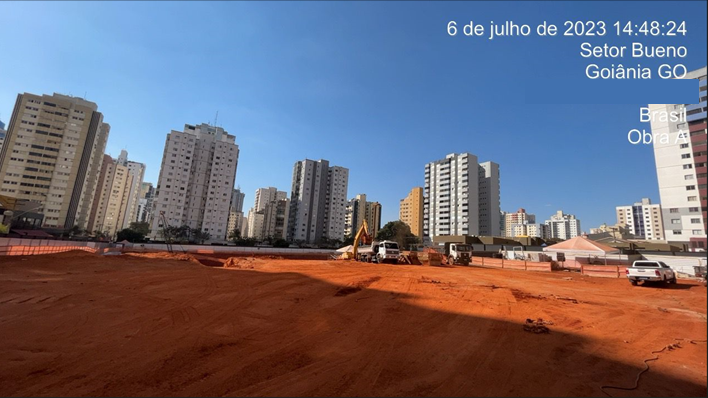 6 de julho de 2023 14:48:24
Setor Bueno
Goiânia GO
Brasil
Obra A